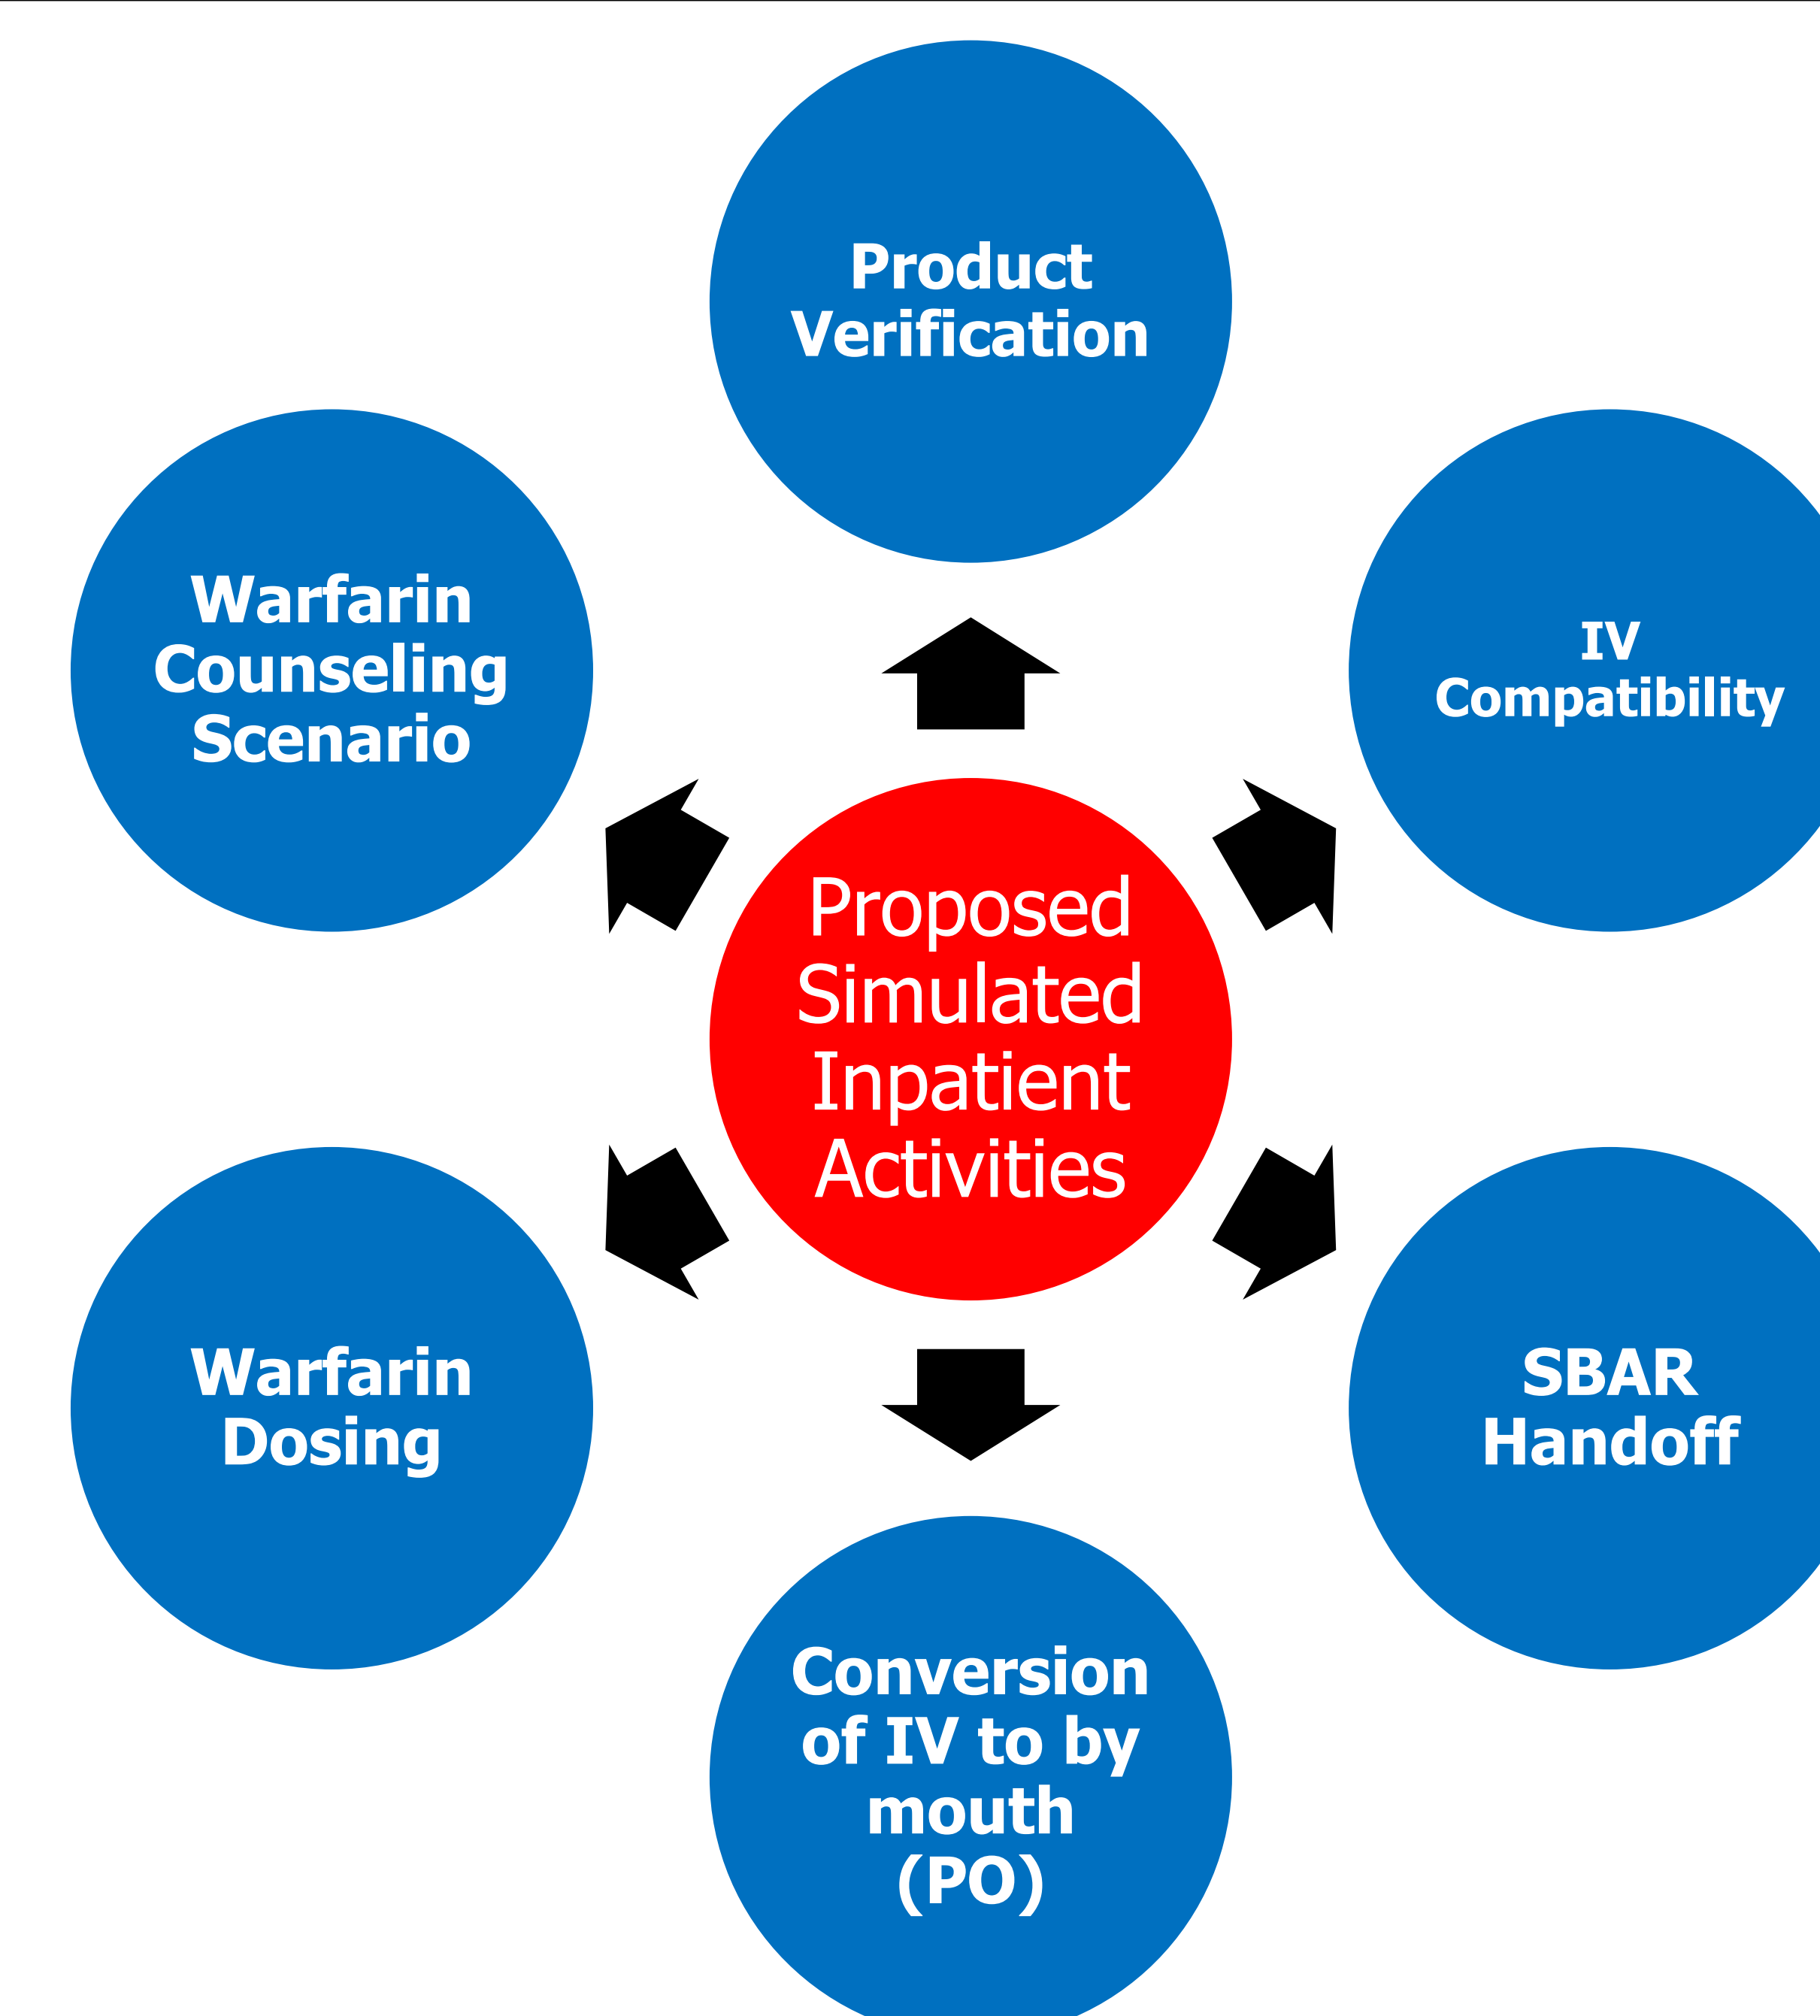 Product
Verification
Warfarin
Counseling
Scenario
IV
Compatibility
Proposed
Simulated
Inpatient
Activities
Warfarin
Dosing
SBAR
Handoff
Conversion
of IV to by
mouth
(PO)